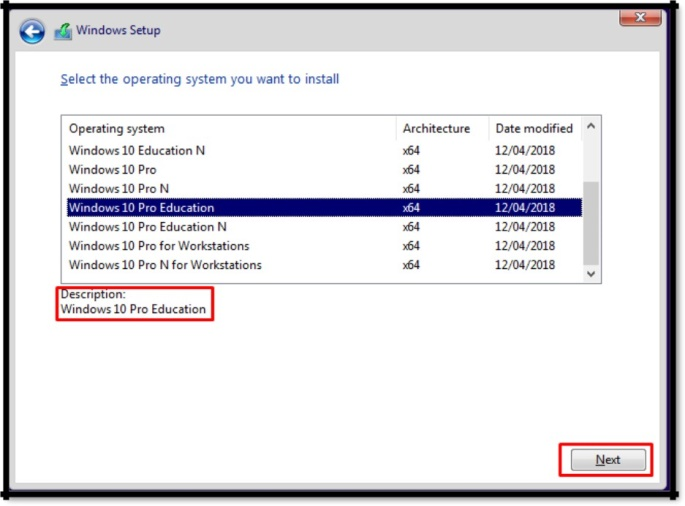 Windows Setup
Select the operating system you want to install
Operating system Architecture Date modified
Windows 10 Education N x64 12/04/2018
Windows 10 Pro x64 12/04/2018
Windows 10 Pro N x64 12/04/2018
Windows 10 Pro Education x64 12/04/2018
Windows 10 Pro Education N x64 12/04/2018
Windows 10 Pro for Workstations x64 12/04/2018
Windows 10 Pro N for Workstations x64 12/04/2018
Description:
Windows 10 Pro Education
Next